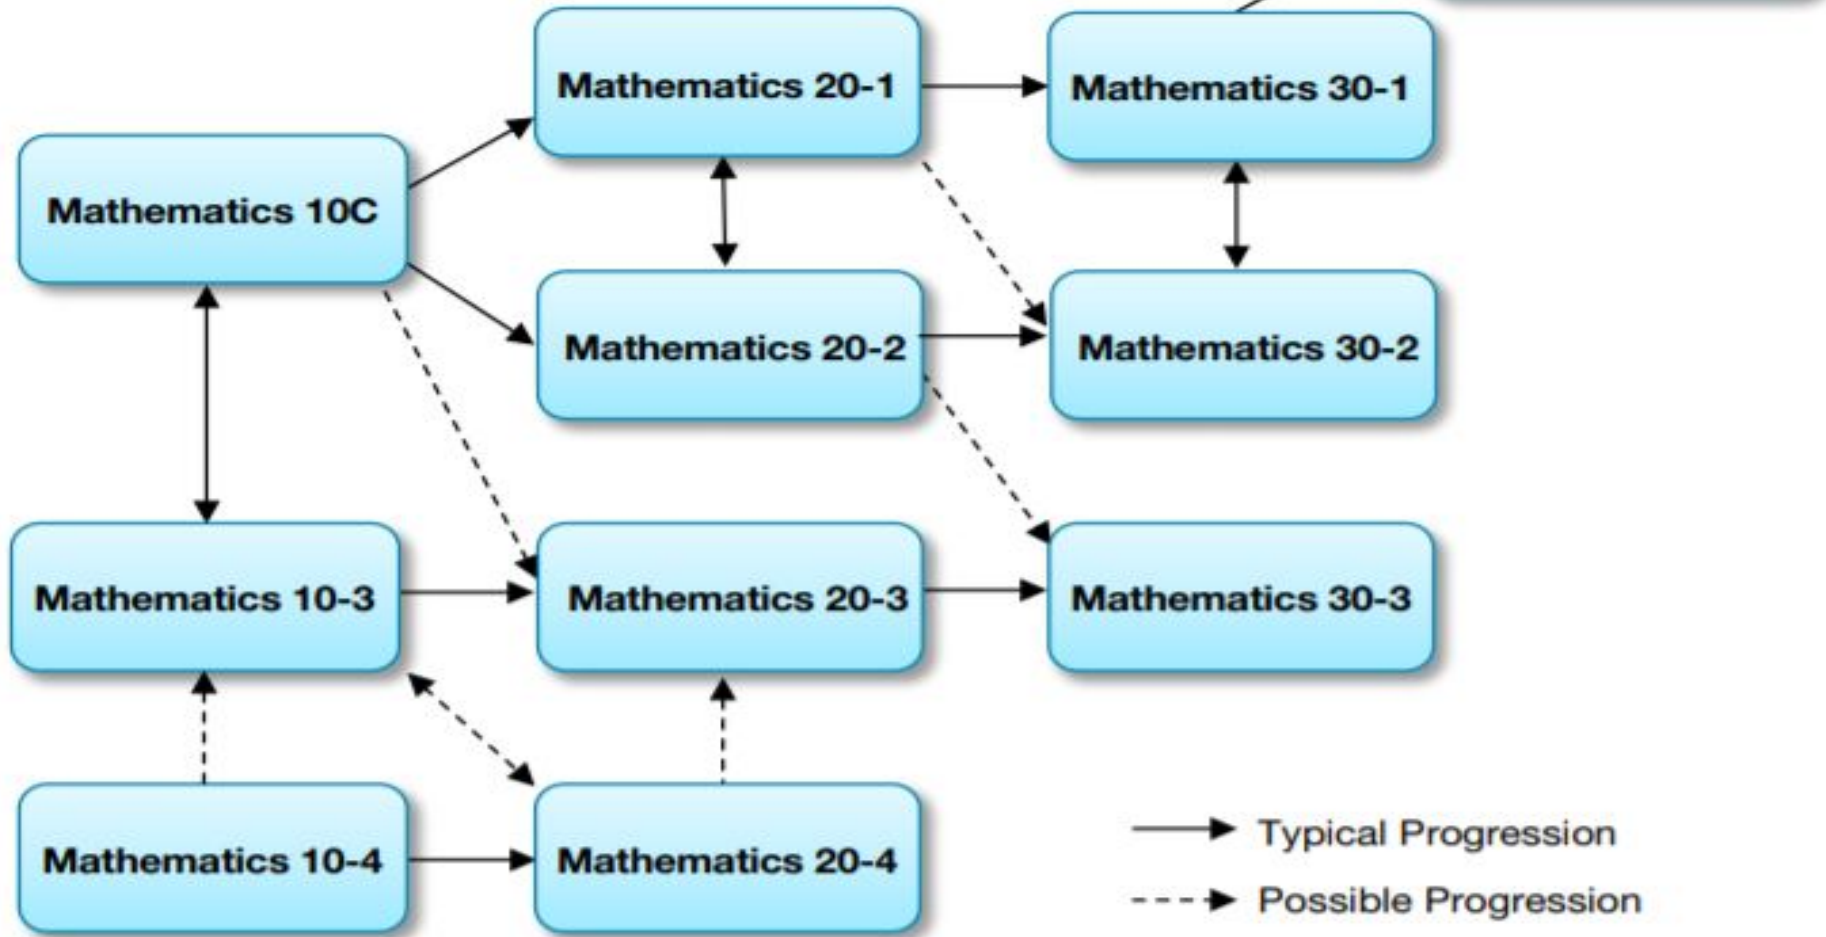 Mathematics 20-1
Mathematics 30-1
Mathematics 10C
Mathematics 20-2
Mathematics 30-2
Mathematics 10-3
Mathematics 20-3
Mathematics 30-3
Mathematics 10-4
Mathematics 20-4
Typical Progression
Possible Progression